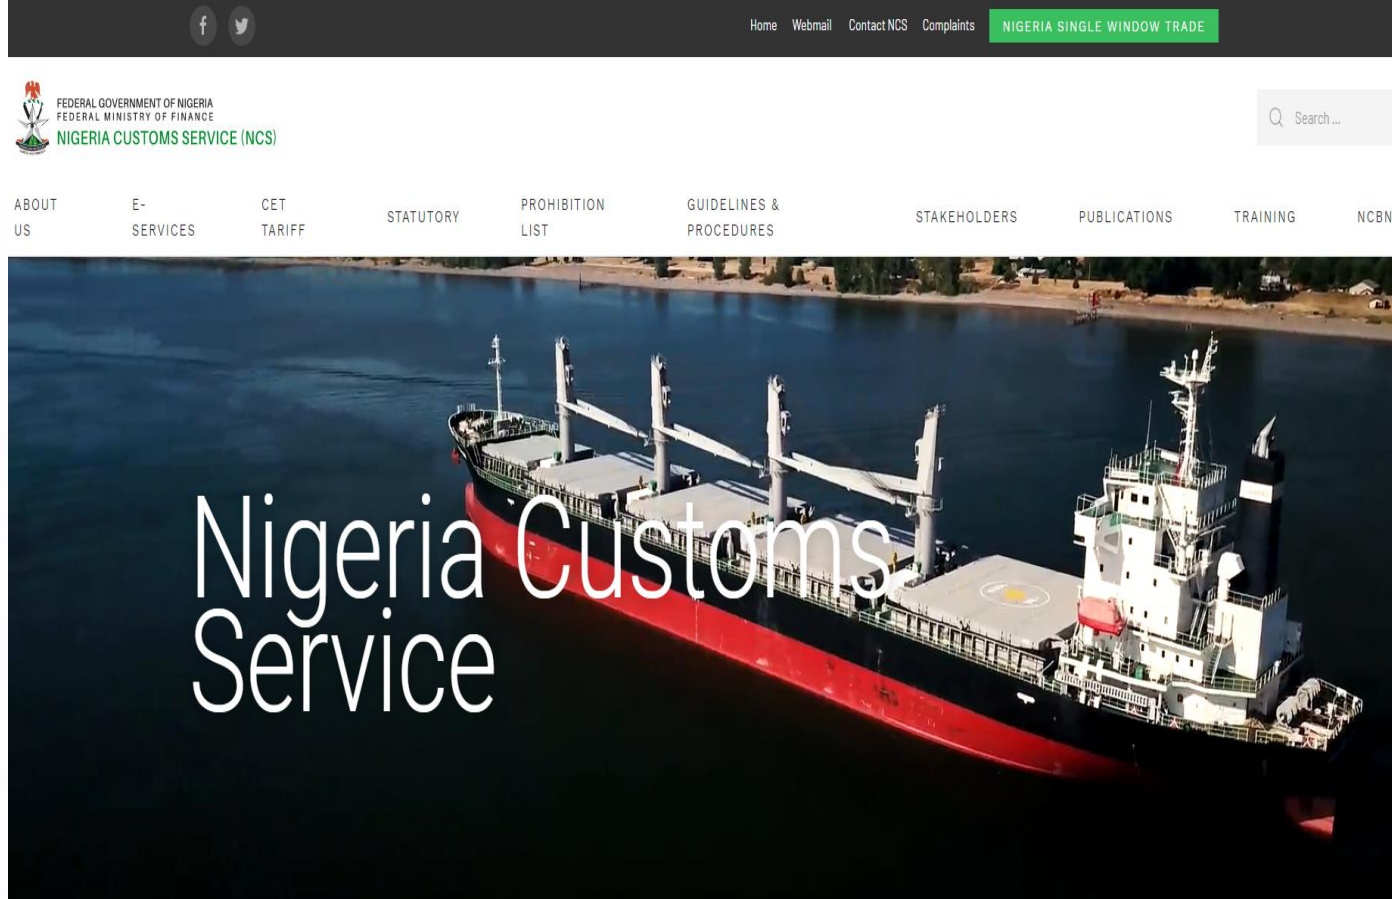 Home Webmail Contact NCS Complaints NIGERIA SINGLE WINDOW TRADE
FEDERAL GOVERNMENT OF NIGERIA
FEDERAL MINISTRY OF FINANCE
NIGERIA CUSTOMS SERVICE (NCS)
Search ...
ABOUT
US
E-
SERVICES
CET
TARIFF
STATUTORY
PROHIBITION
LIST
GUIDELINES &
PROCEDURES
STAKEHOLDERS
PUBLICATIONS
TRAINING
NCBN
Nigeria Customs
Service